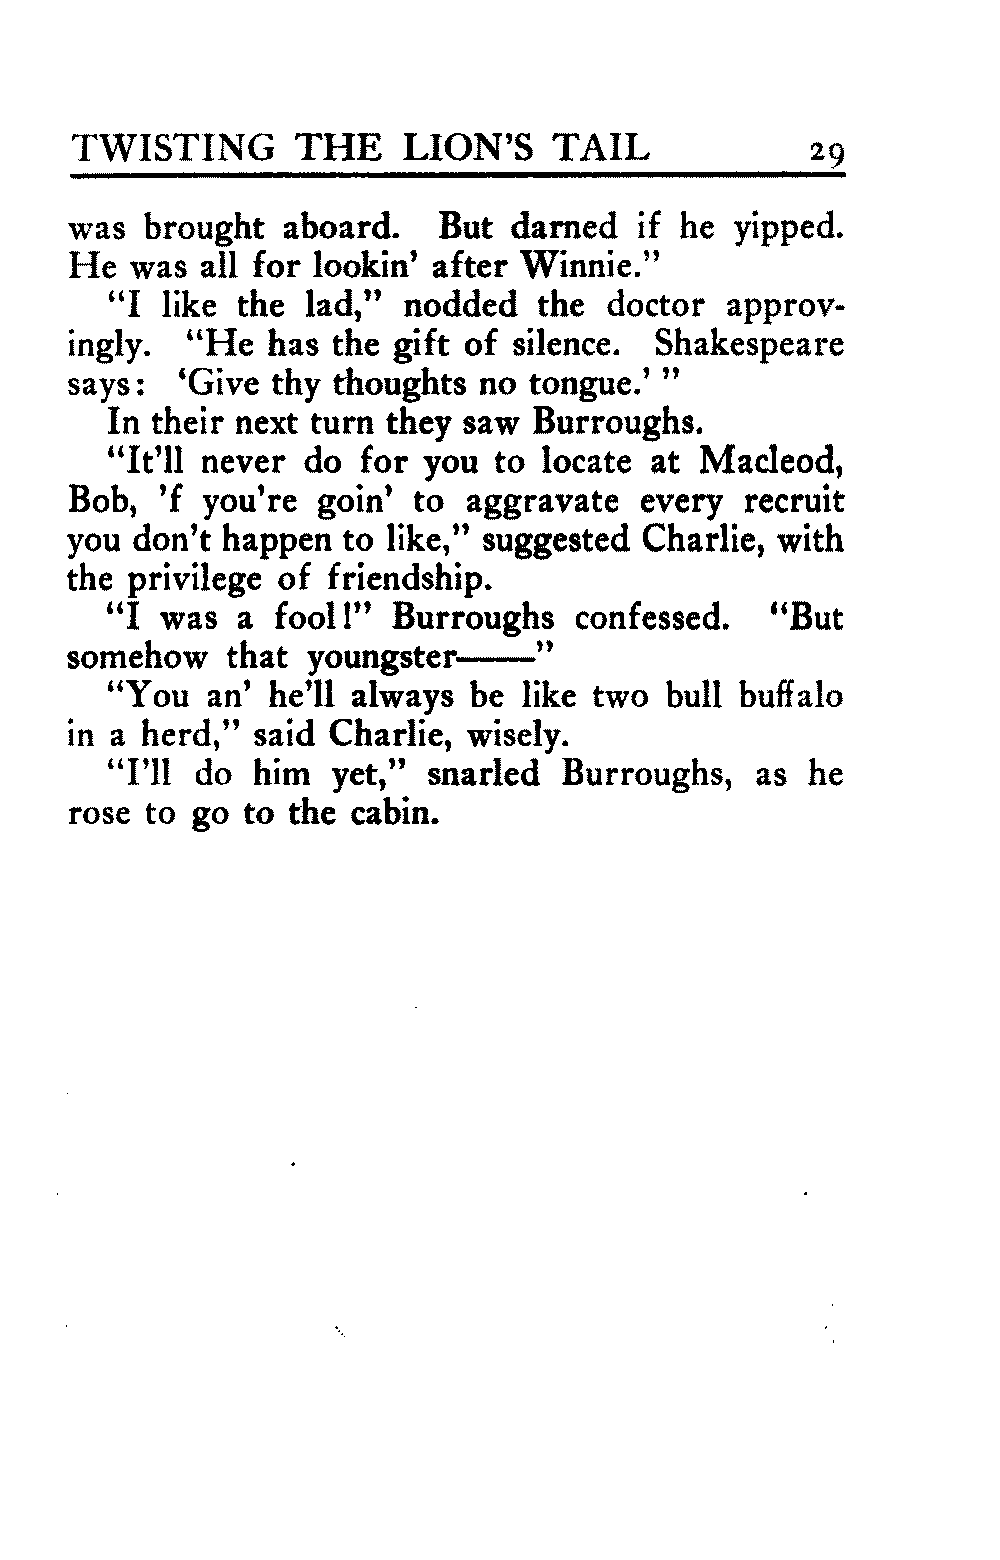 TWISTING THE LION'S TAIL 29
was brought aboard. But darned if he yipped.
He was all for lookin' after Winnie."
"I like the lad," nodded the doctor approv-
ingly. "He has the gift of silence. Shakespeare
says: 'Give thy thoughts no tongue.' "
In their next turn they saw Burroughs.
"It'll never do for you to locate at Macleod,
Bob, 'f you're goin' to aggravate every recruit
you don't happen to like," suggested Charlie, with
the privilege of friendship.
"I was a fool!" Burroughs confessed. "But
somehow that youngster——"
"You an' he'll always be like two bull buffalo
in a herd," said Charlie, wisely.
"I'll do him yet," snarled Burroughs, as he
rose to go to the cabin.